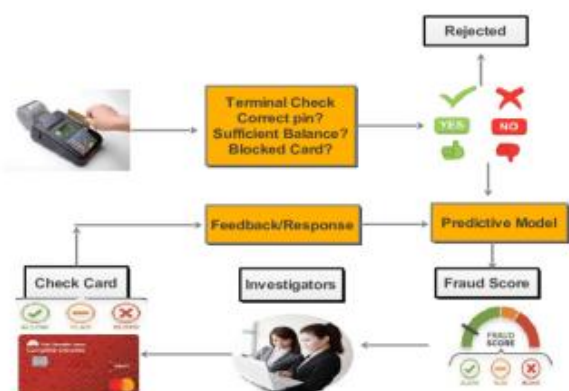 Rejected
Terminal Check
Correct pin?
Sufficient Balance?
Blocked Card?
YES
NO
Feedback/Response
Predictive Model
Check Card
Investigators
Fraud Score
FRAUD
SCORE